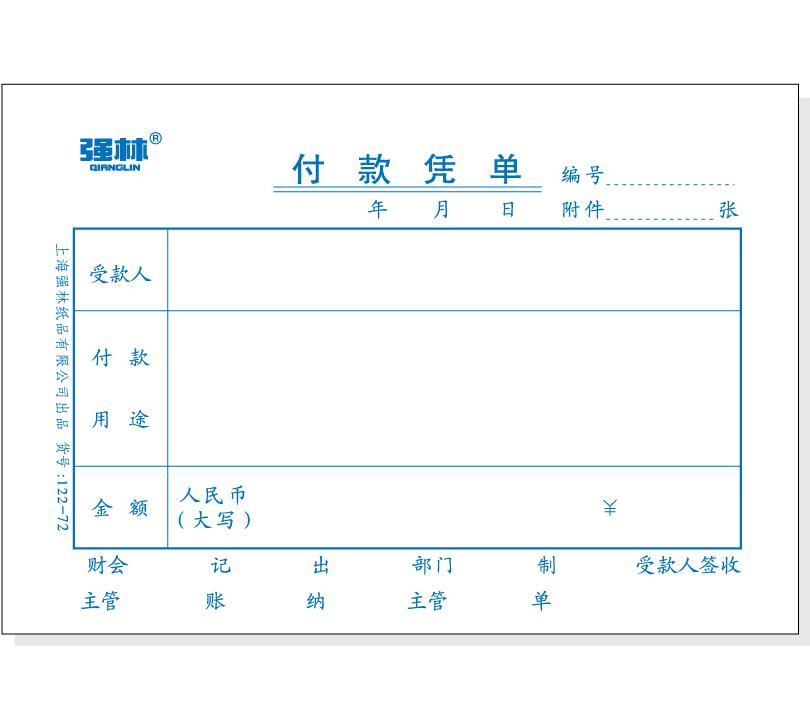 强林®
QIANGLIN
付款凭单
编号
年 月 日
附件 张
受款人
付款
用途
金额
人民币
(大写)
¥
财会 记 出 部门 制 受款人签收
主管 账 纳 主管 单
上海强林纸品有限公司出品 货号:122-72